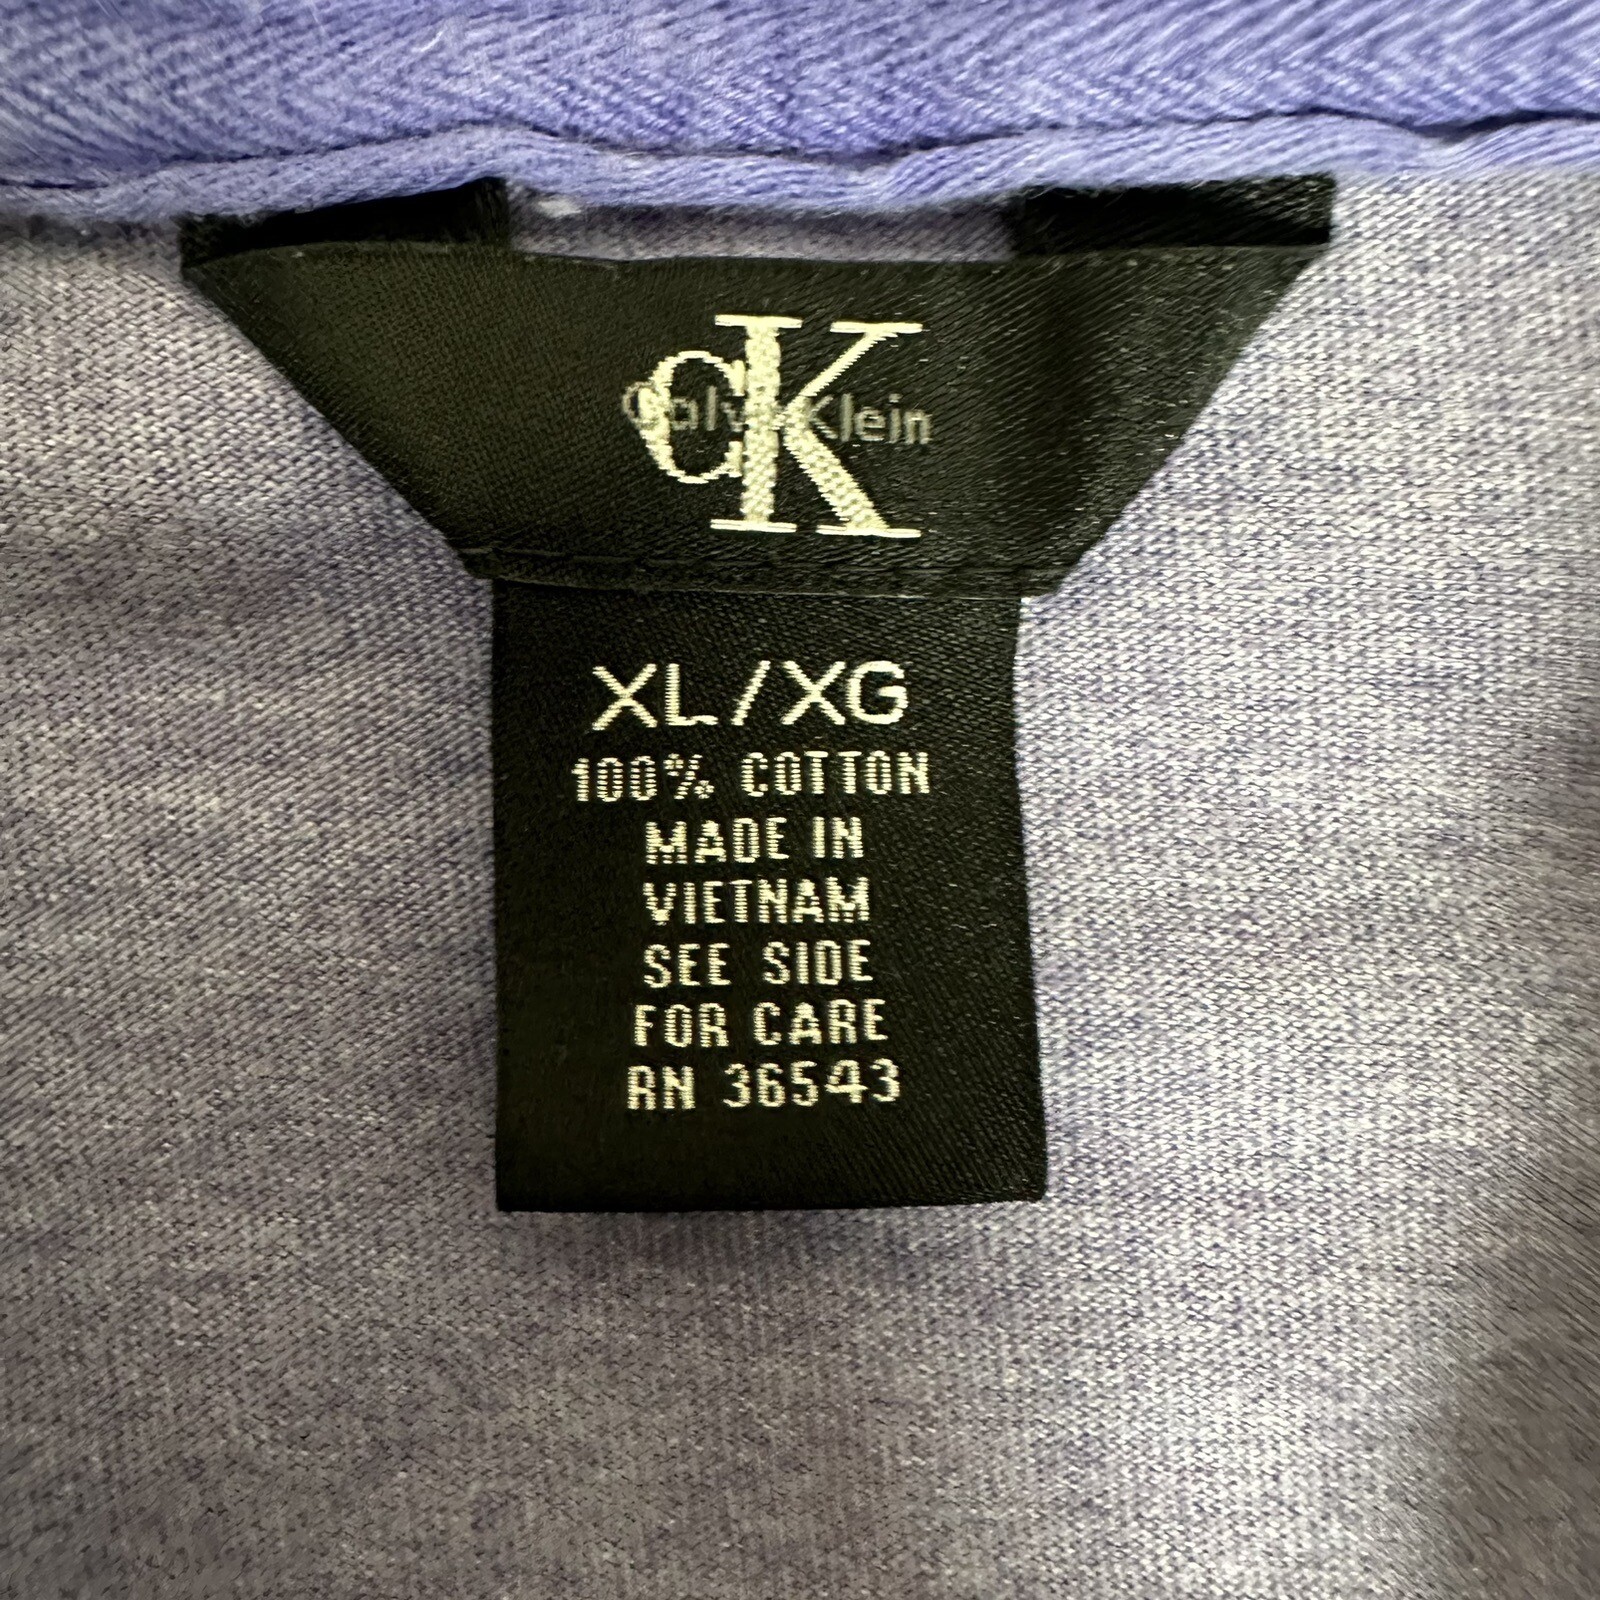 cK
Calvin Klein
XL/XG
100% COTTON
MADE IN
VIETNAM
SEE SIDE
FOR CARE
RN 36543